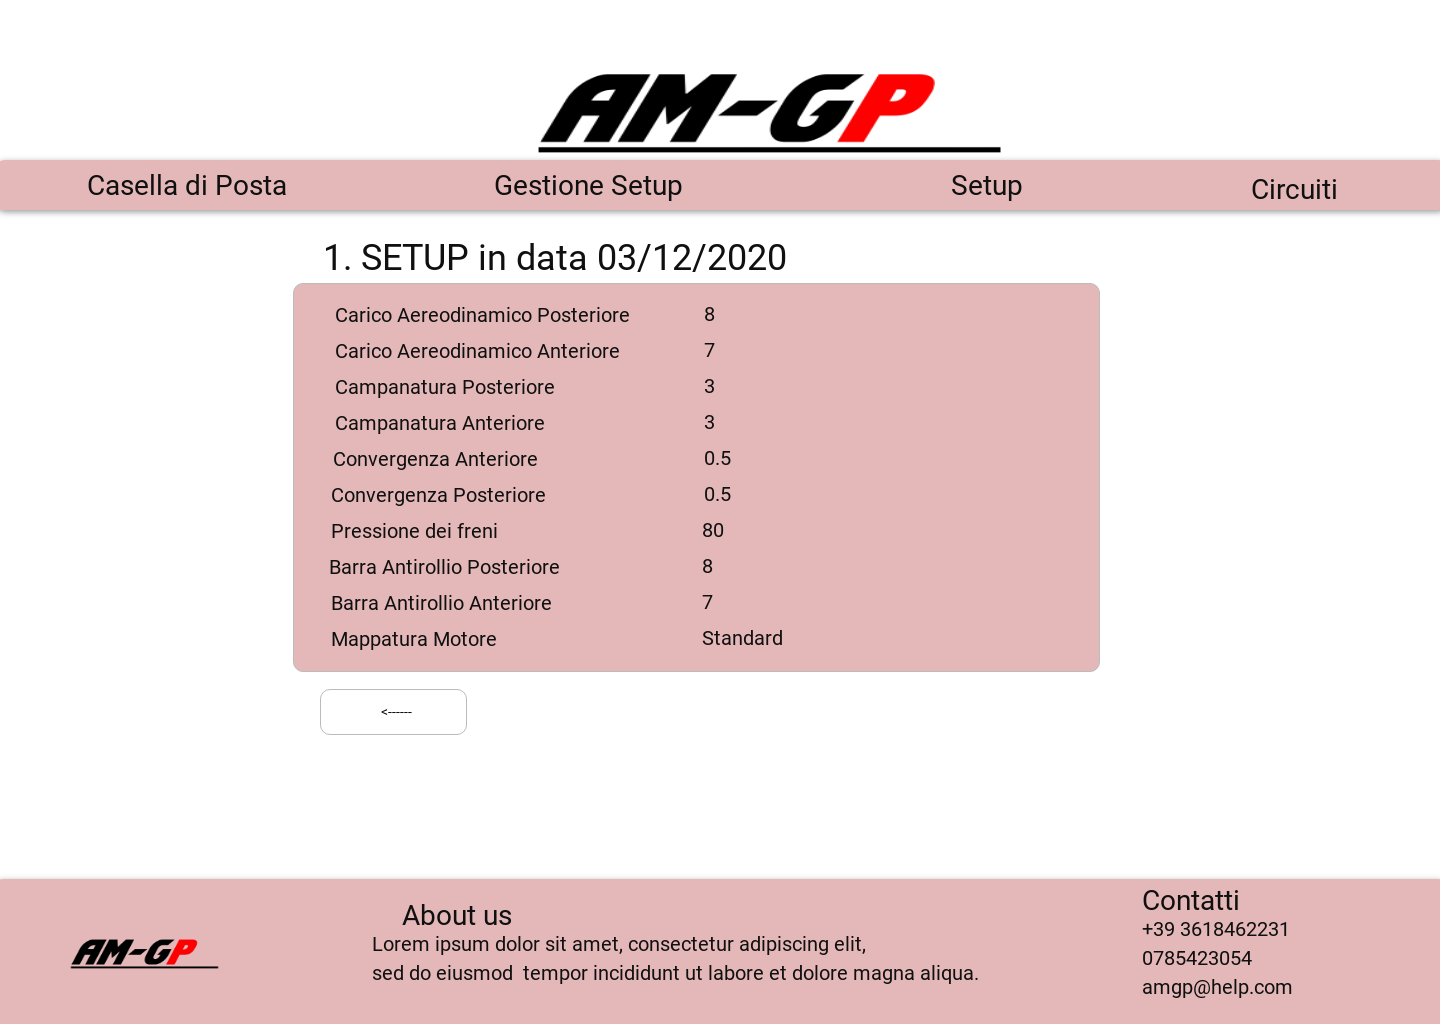 AM-GP
Casella di Posta
Gestione Setup
Setup
Circuiti
1. SETUP in data 03/12/2020
Carico Aereodinamico Posteriore 8
Carico Aereodinamico Anteriore 7
Campanatura Posteriore 3
Campanatura Anteriore 3
Convergenza Anteriore 0.5
Convergenza Posteriore 0.5
Pressione dei freni 80
Barra Antirollio Posteriore 8
Barra Antirollio Anteriore 7
Mappatura Motore Standard
<------
AM-GP
About us
Lorem ipsum dolor sit amet, consectetur adipiscing elit,
sed do eiusmod  tempor incididunt ut labore et dolore magna aliqua.
Contatti
+39 3618462231
0785423054
amgp@help.com